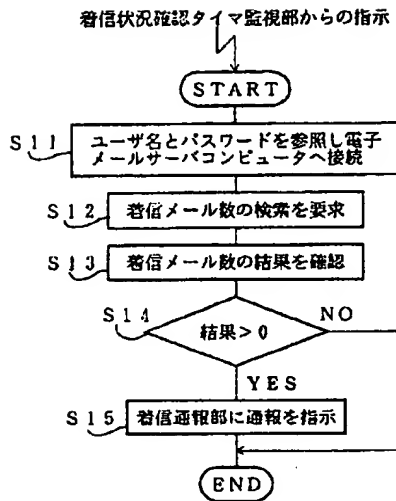 着信状況確認タイマ監視部からの指示
START
S11
ユーザ名とパスワードを参照し電子
メールサーバコンピュータへ接続
S12
着信メール数の検索を要求
S13
着信メール数の結果を確認
S14
結果>0
NO
YES
S15
着信通報部に通報を指示
END